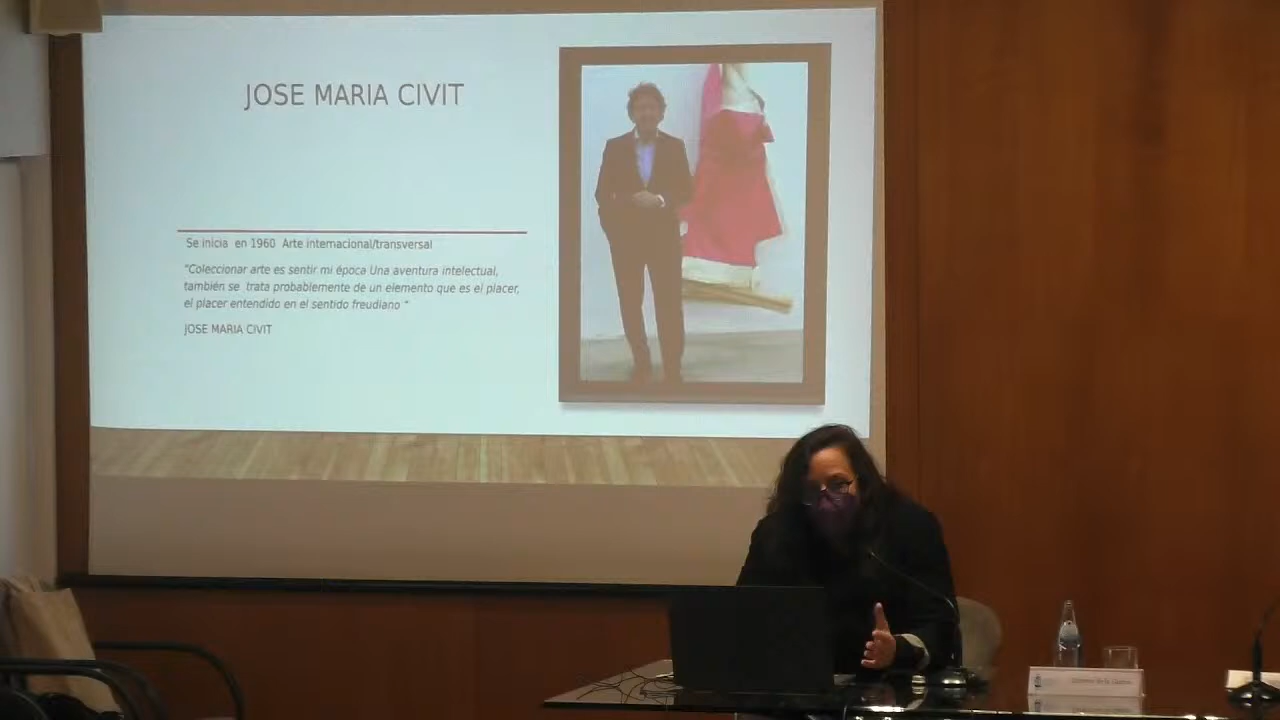 JOSE MARIA CIVIT
Se inicia en 1960 Arte internacional/transversal
"Coleccionar arte es sentir mi época Una aventura intelectual,
también se trata probablemente de un elemento que es el placer,
el placer entendido en el sentido freudiano "
JOSE MARIA CIVIT